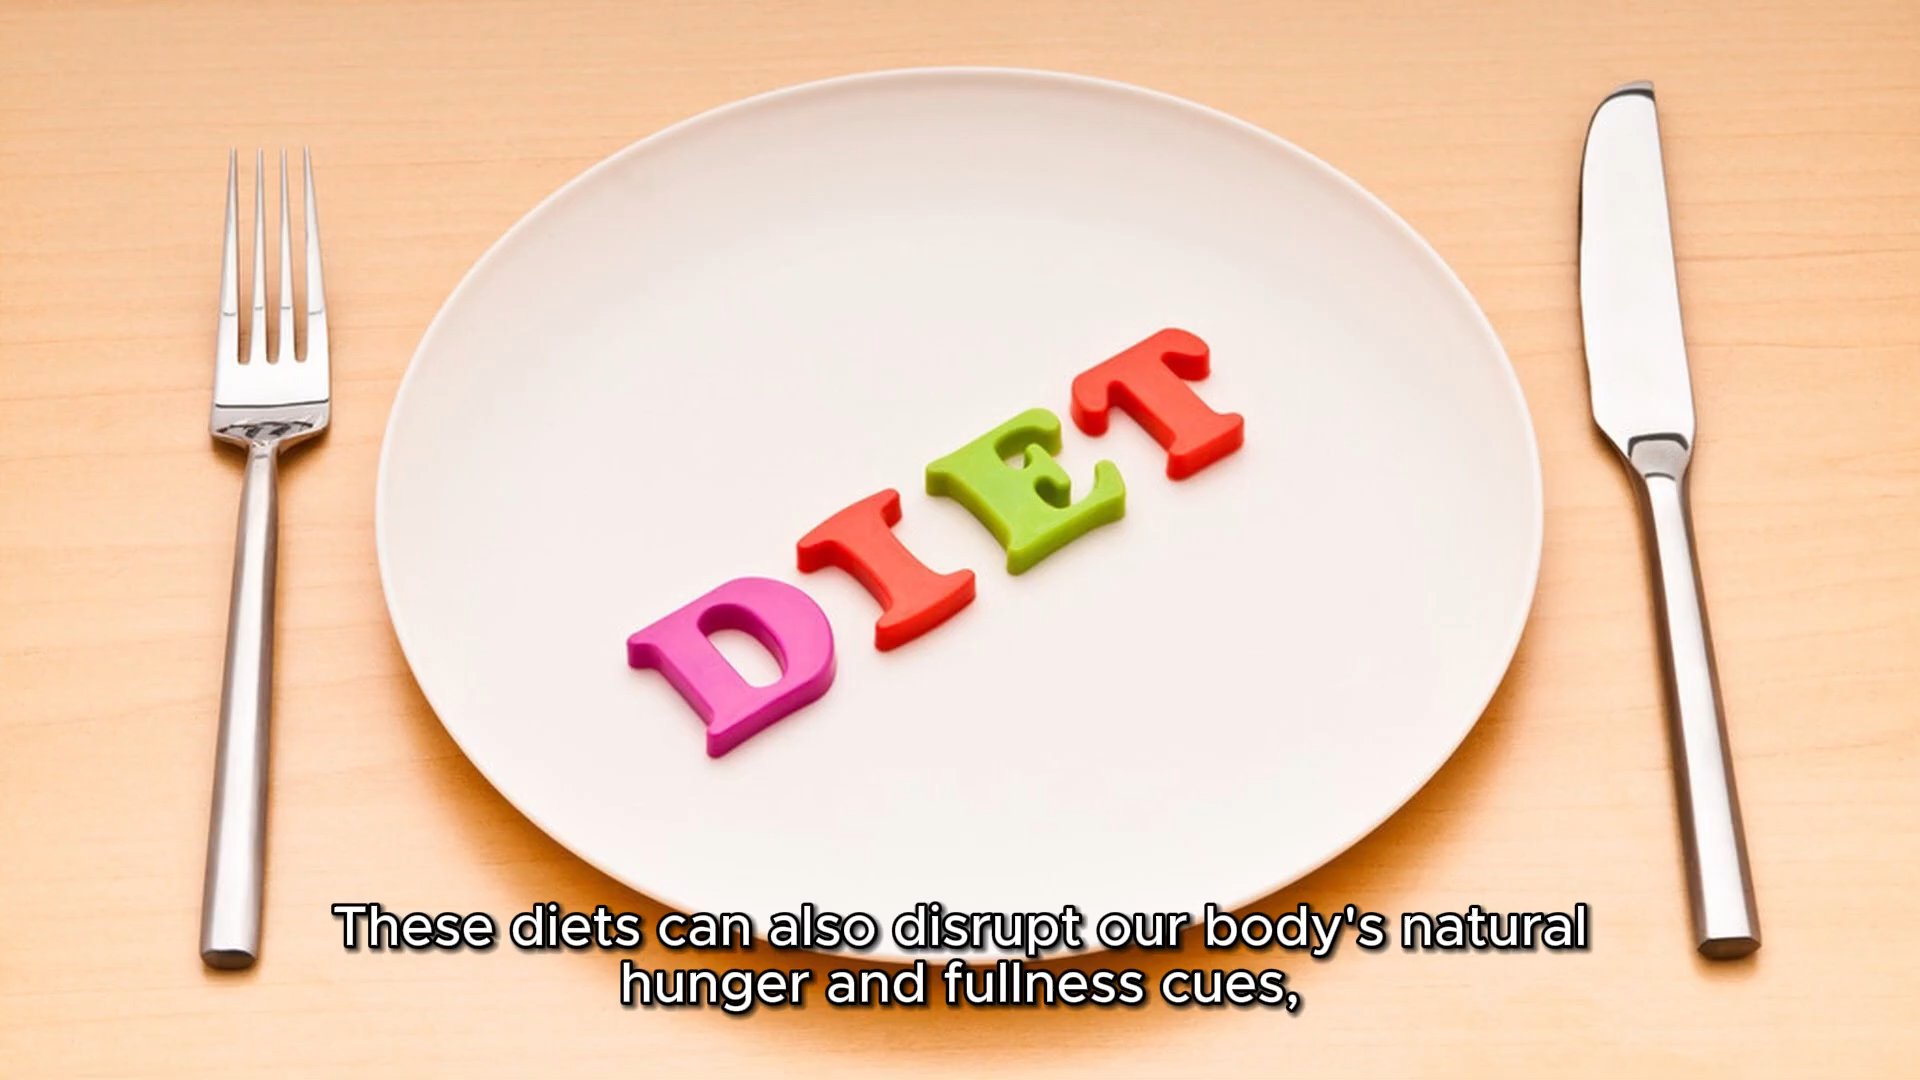 DIET
These diets can also disrupt our body's natural
hunger and fullness cues,